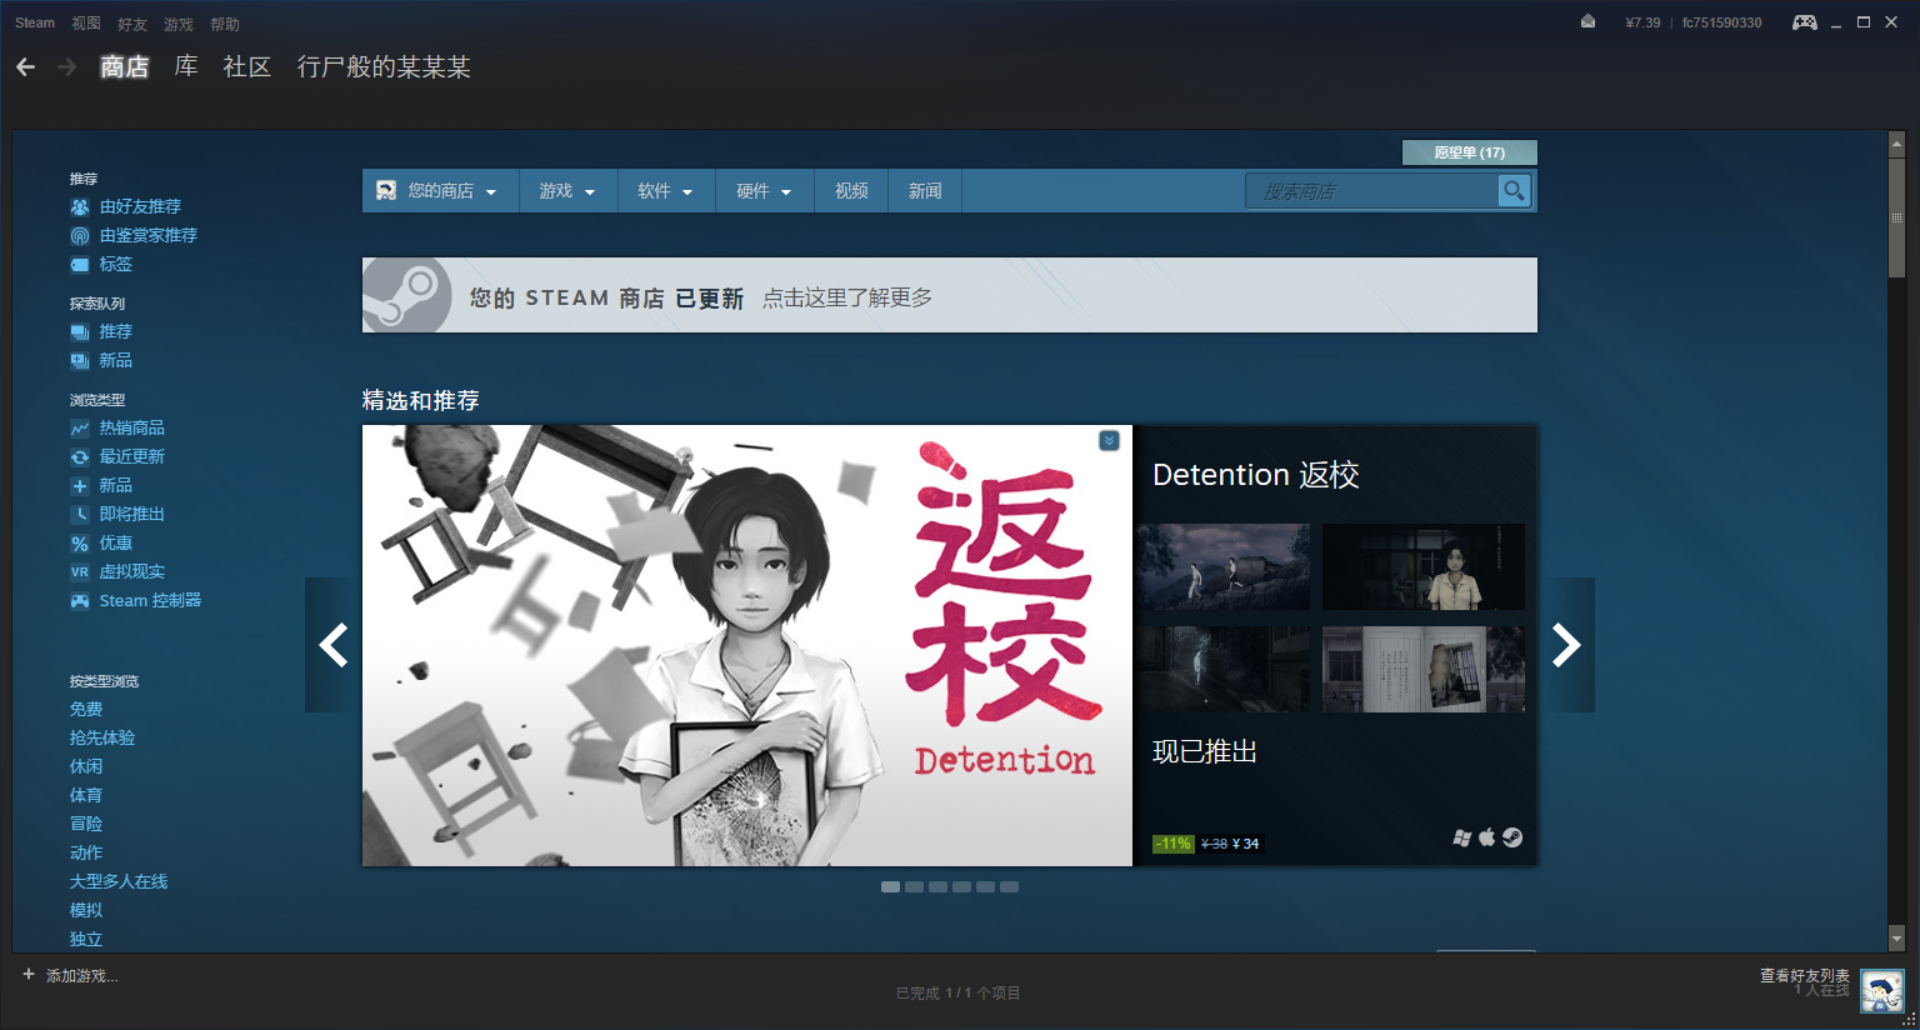 Steam 视图 好友 游戏 帮助
¥7.39 | fc751590330
商店 库 社区 行尸般的某某某
愿望单 (17)
您的商店 游戏 软件 硬件 视频 新闻
搜索商店
推荐
由好友推荐
由鉴赏家推荐
标签
探索队列
推荐
新品
浏览类型
热销商品
最近更新
新品
即将推出
% 优惠
VR 虚拟现实
Steam 控制器
按类型浏览
免费
抢先体验
休闲
体育
冒险
动作
大型多人在线
模拟
独立
您的 STEAM 商店 已更新 点击这里了解更多
精选和推荐
返校
Detention
Detention 返校
现已推出
-11% ¥ 38 ¥ 34
+ 添加游戏...
已完成 1 / 1 个项目
查看好友列表
1 人在线